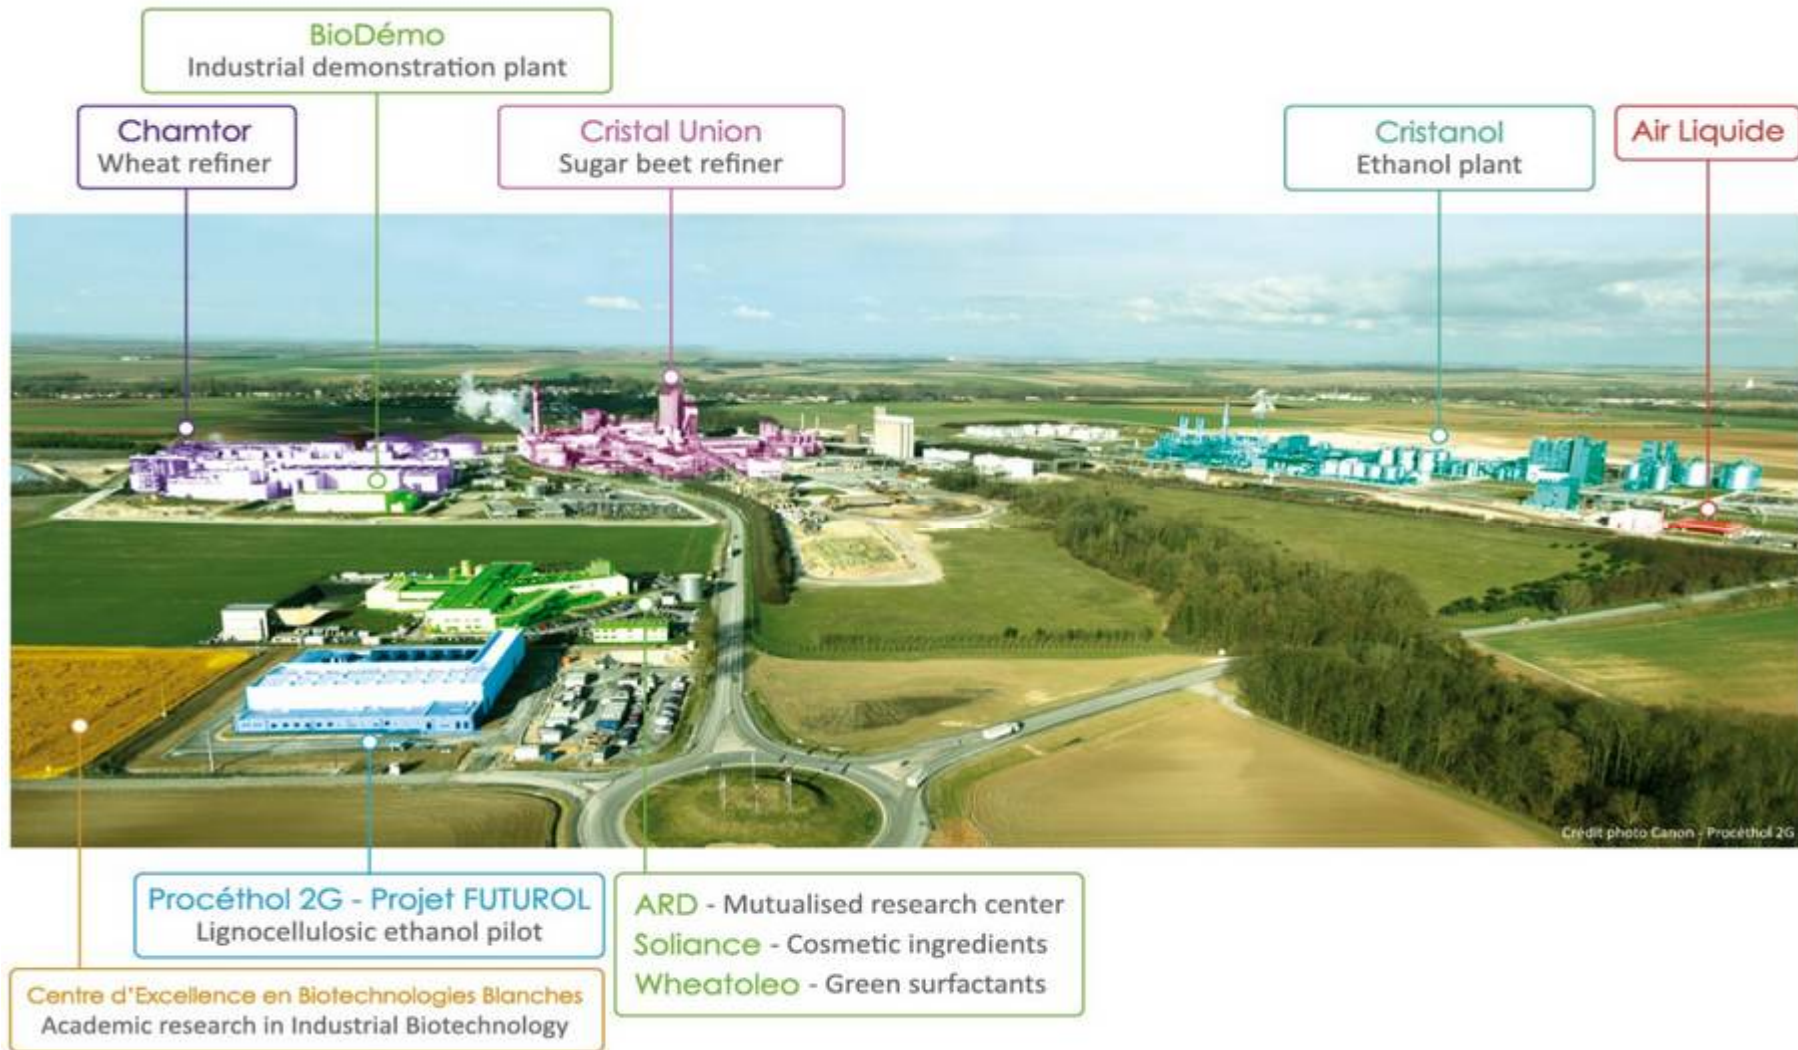 BioDémo
Industrial demonstration plant
Chamtor
Wheat refiner
Cristal Union
Sugar beet refiner
Cristanol
Ethanol plant
Air Liquide
Crédit photo Canon - Procéthol 2G
Procéthol 2G - Projet FUTUROL
Lignocellulosic ethanol pilot
ARD - Mutualised research center
Soliance - Cosmetic ingredients
Wheatoleo - Green surfactants
Centre d'Excellence en Biotechnologies Blanches
Academic research in Industrial Biotechnology